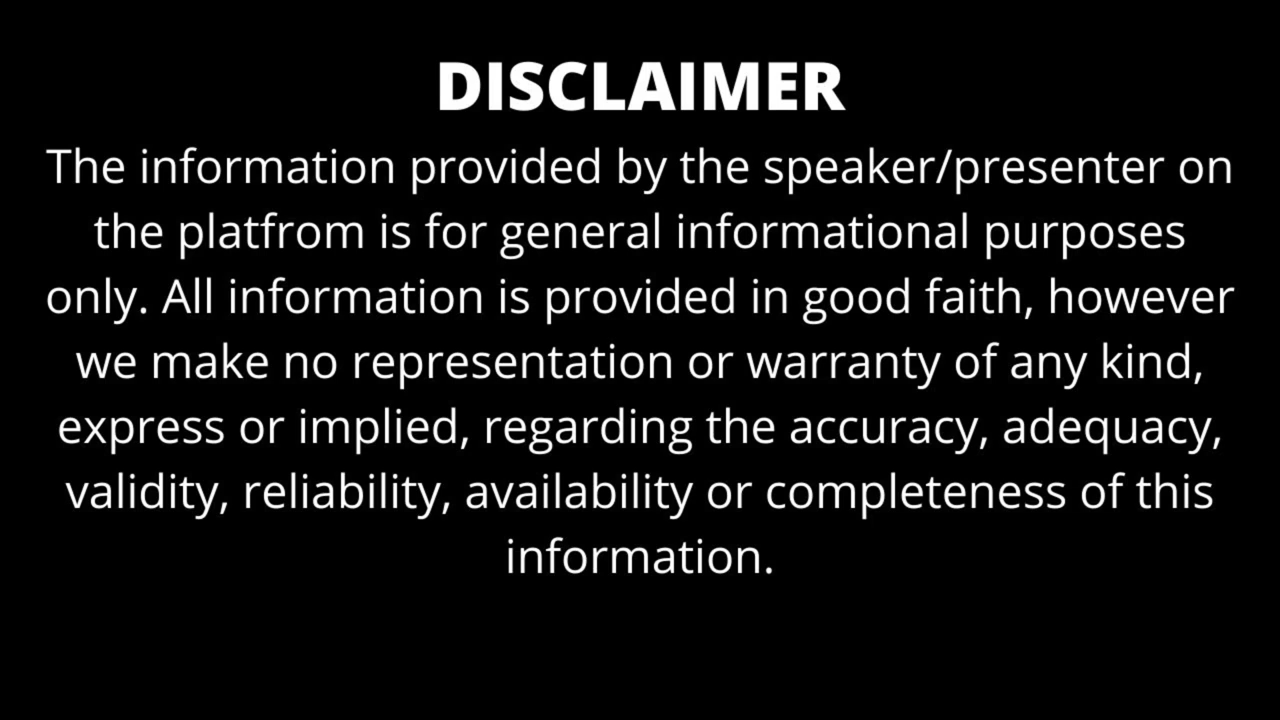 DISCLAIMER
The information provided by the speaker/presenter on
the platfrom is for general informational purposes
only. All information is provided in good faith, however
we make no representation or warranty of any kind,
express or implied, regarding the accuracy, adequacy,
validity, reliability, availability or completeness of this
information.